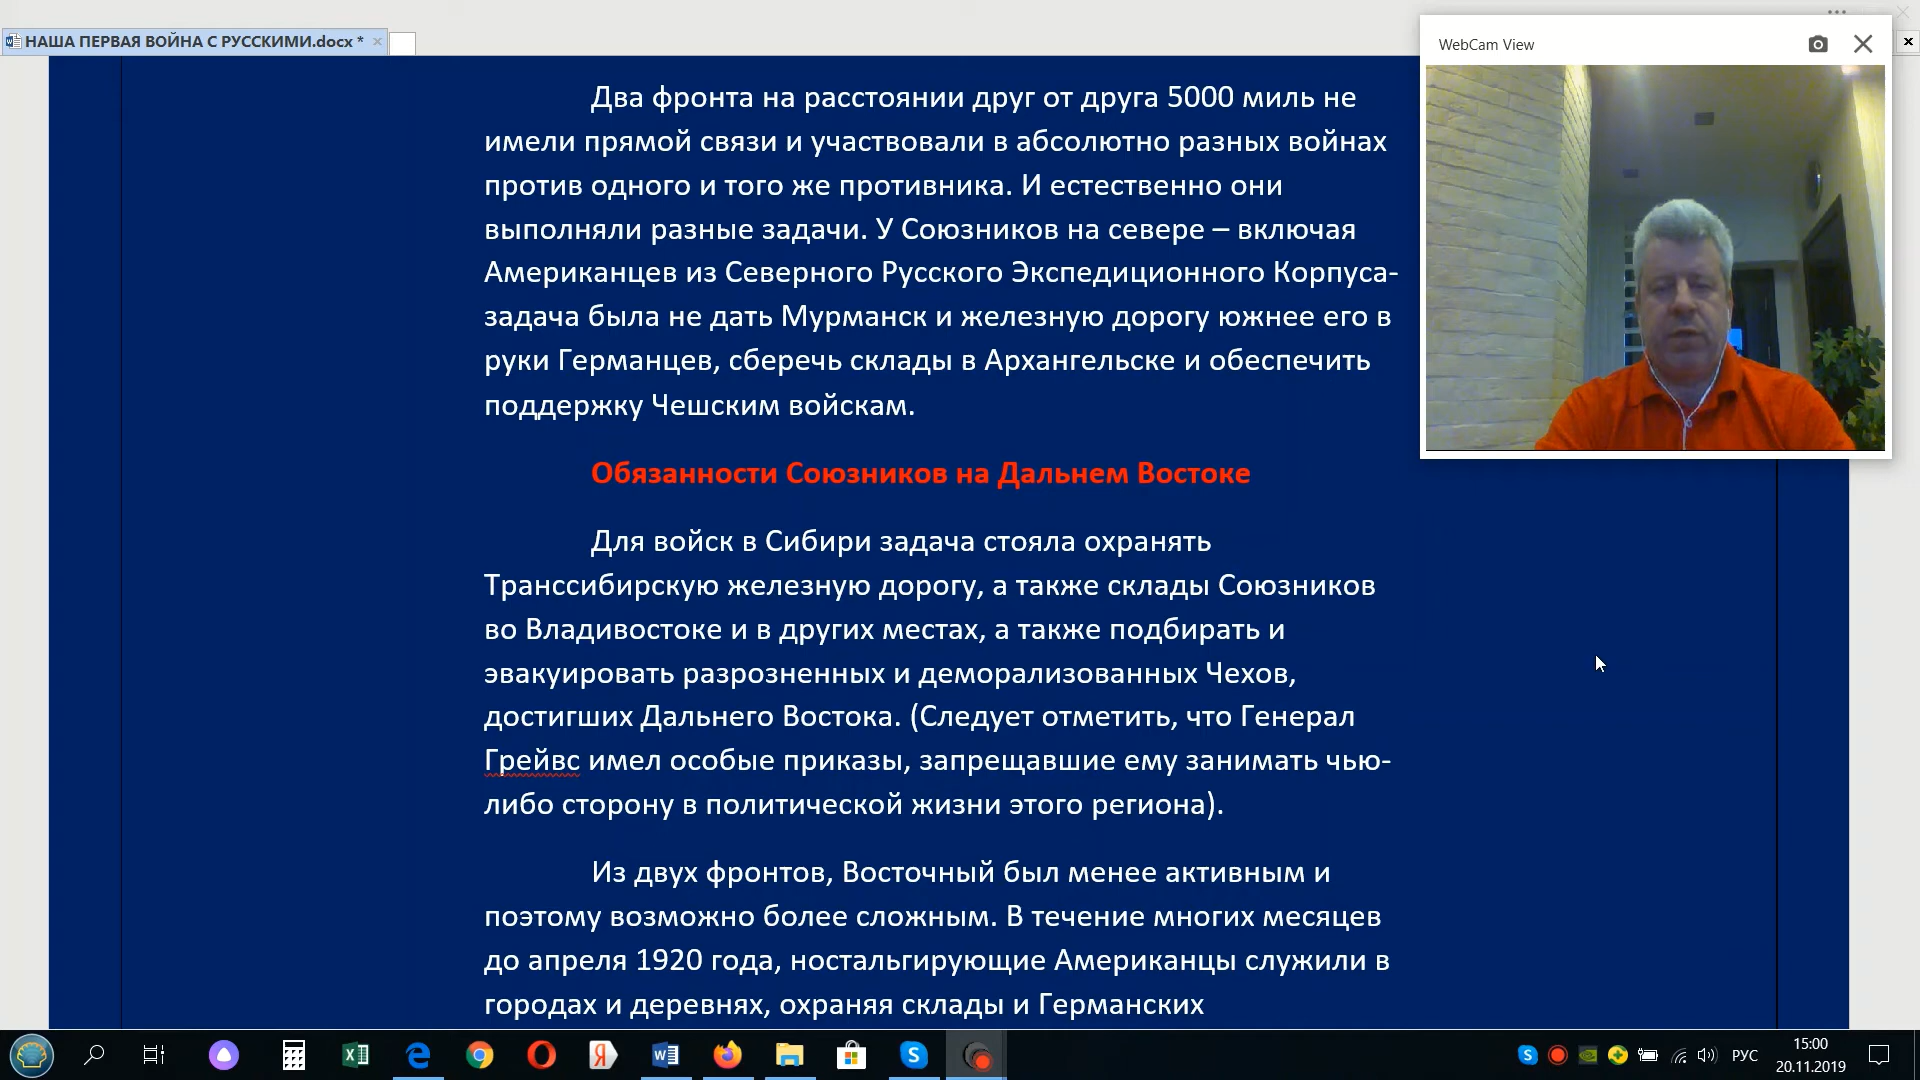 НАША ПЕРВАЯ ВОЙНА С РУССКИМИ.docx *
WebCam View
Два фронта на расстоянии друг от друга 5000 миль не
имели прямой связи и участвовали в абсолютно разных войнах
против одного и того же противника. И естественно они
выполняли разные задачи. У Союзников на севере – включая
Американцев из Северного Русского Экспедиционного Корпуса-
задача была не дать Мурманск и железную дорогу южнее его в
руки Германцев, сберечь склады в Архангельске и обеспечить
поддержку Чешским войскам.
Обязанности Союзников на Дальнем Востоке
Для войск в Сибири задача стояла охранять
Транссибирскую железную дорогу, а также склады Союзников
во Владивостоке и в других местах, а также подбирать и
эвакуировать разрозненных и деморализованных Чехов,
достигших Дальнего Востока. (Следует отметить, что Генерал
Грейвс имел особые приказы, запрещавшие ему занимать чью-
либо сторону в политической жизни этого региона).
Из двух фронтов, Восточный был менее активным и
поэтому возможно более сложным. В течение многих месяцев
до апреля 1920 года, ностальгирующие Американцы служили в
городах и деревнях, охраняя склады и Германских
РУС
15:00
20.11.2019